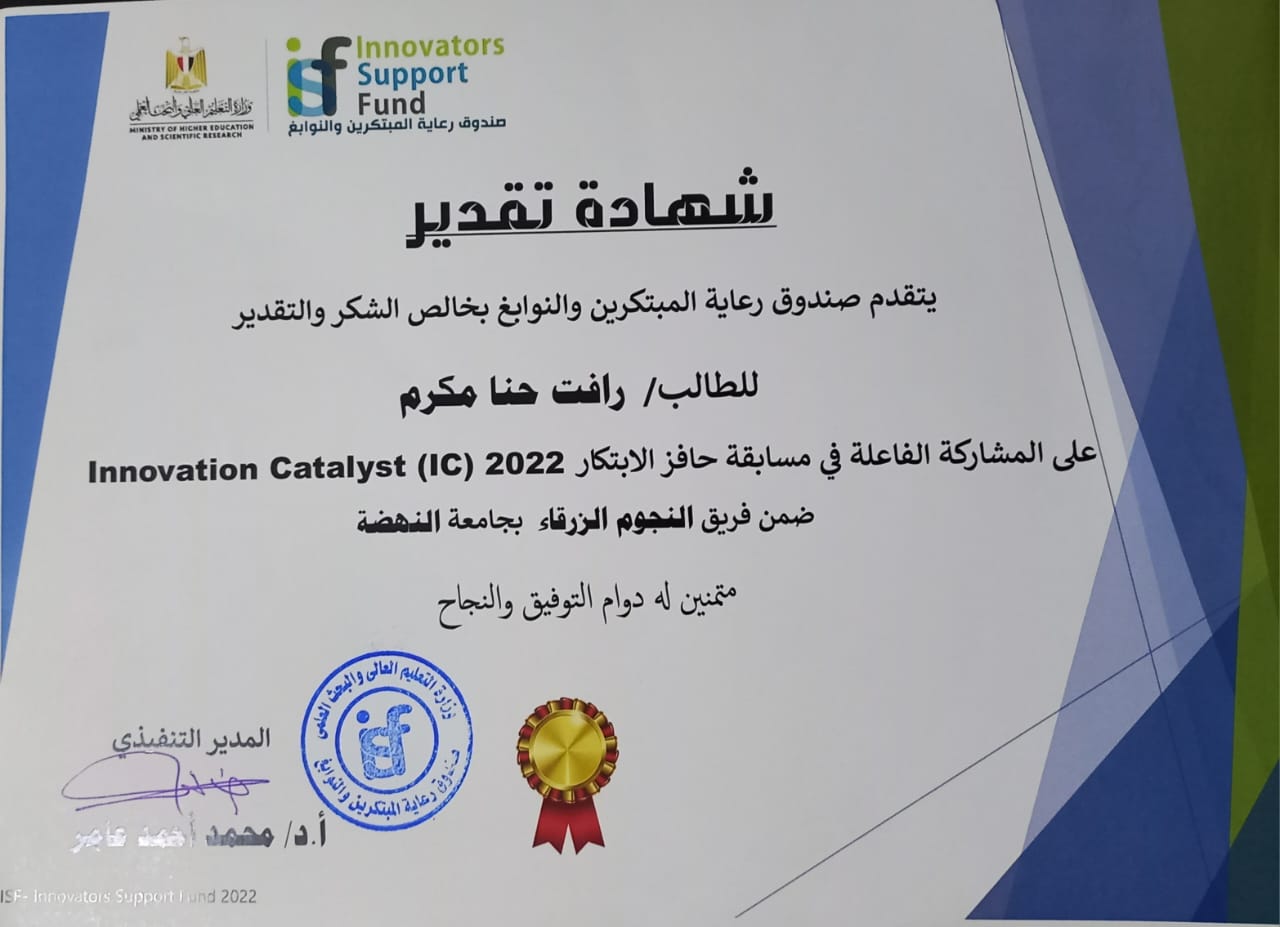 وزارة التعليم العالي والبحث العلمي
MINISTRY OF HIGHER EDUCATION
AND SCIENTIFIC RESEARCH
isf
Innovators
Support
Fund
صندوق رعاية المبتكرين والنوابغ
شهادة تقدير
يتقدم صندوق رعاية المبتكرين والنوابغ بخالص الشكر والتقدير
للطالب/ رافت حنا مكرم
على المشاركة الفاعلة في مسابقة حافز الابتكار Innovation Catalyst (IC) 2022
ضمن فريق النجوم الزرقاء بجامعة النهضة
متمنين له دوام التوفيق والنجاح
وزارة التعليم العالى والبحث العلمى
isf
صندوق رعاية المبتكرين والنوابغ
المدير التنفيذي
أ.د/ محمد أحمد عامر
ISF- Innovators Support Fund 2022